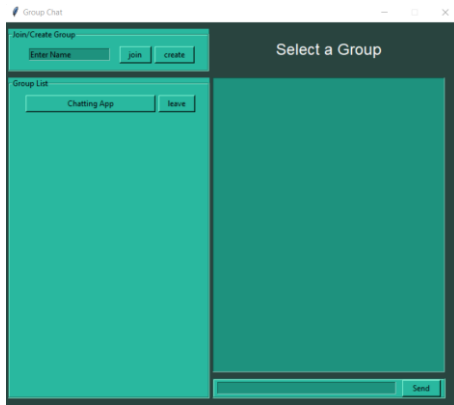 Group Chat
Join/Create Group
Enter Name join create
Select a Group
Group List
Chatting App leave
Send